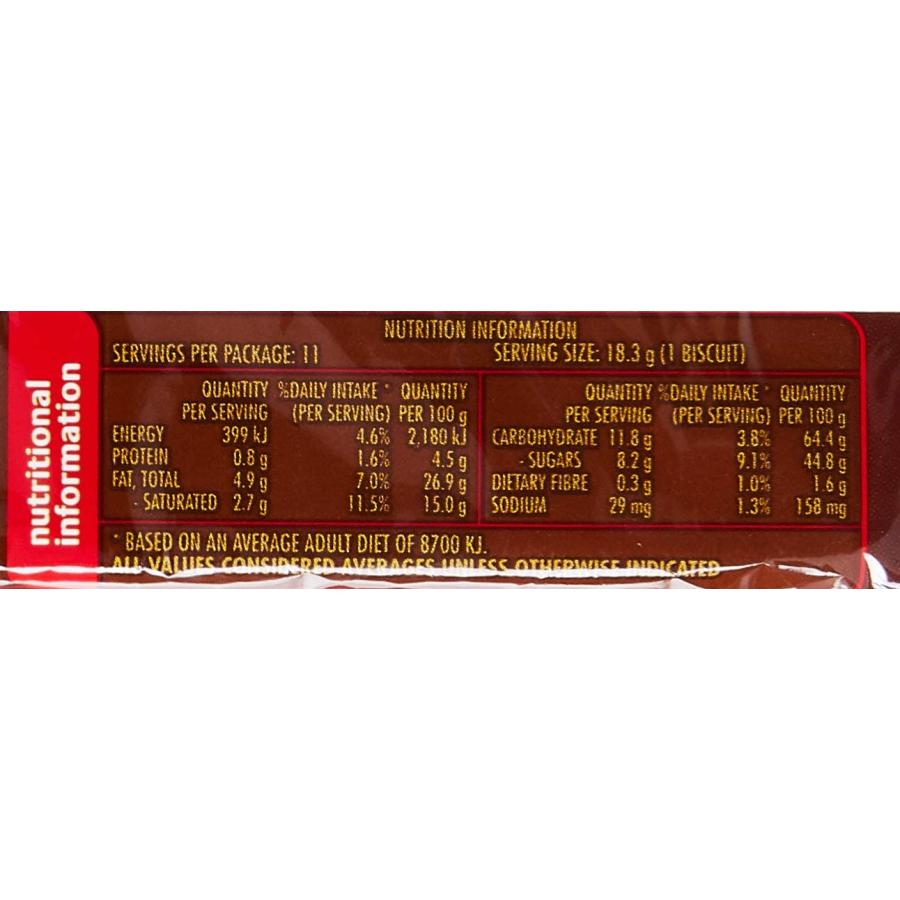 nutritional
information
NUTRITION INFORMATION
SERVINGS PER PACKAGE: 11 SERVING SIZE: 18.3 g (1 BISCUIT)
QUANTITY %DAILY INTAKE * QUANTITY
PER SERVING (PER SERVING) PER 100 g
ENERGY 399 kJ 4.6% 2,180 kJ
PROTEIN 0.8 g 1.6% 4.5 g
FAT, TOTAL 4.9 g 7.0% 26.9 g
- SATURATED 2.7 g 11.5% 15.0 g
QUANTITY %DAILY INTAKE * QUANTITY
PER SERVING (PER SERVING) PER 100 g
CARBOHYDRATE 11.8 g 3.8% 64.4 g
- SUGARS 8.2 g 9.1% 44.8 g
DIETARY FIBRE 0.3 g 1.0% 1.6 g
SODIUM 29 mg 1.3% 158 mg
* BASED ON AN AVERAGE ADULT DIET OF 8700 KJ.
ALL VALUES CONSIDERED AVERAGES UNLESS OTHERWISE INDICATED